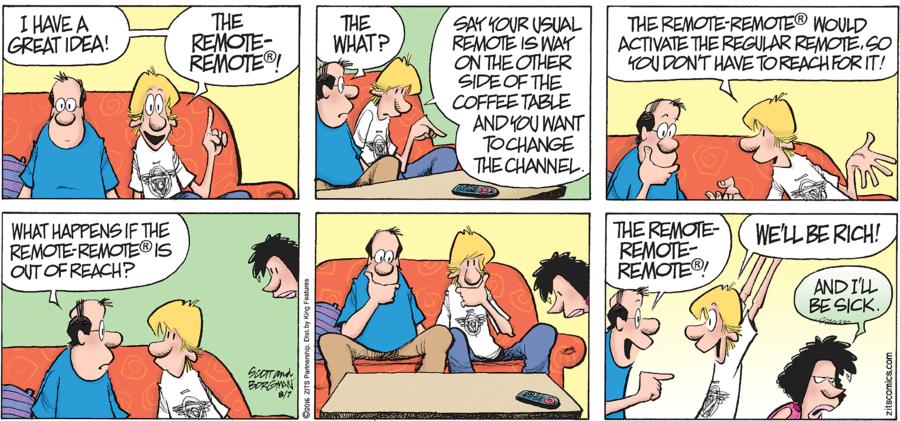 I HAVE A
GREAT IDEA!
THE
REMOTE-
REMOTE®!
THE
WHAT?
SAY YOUR USUAL
REMOTE IS WAY
ON THE OTHER
SIDE OF THE
COFFEE TABLE
AND YOU WANT
TO CHANGE
THE CHANNEL.
THE REMOTE-REMOTE® WOULD
ACTIVATE THE REGULAR REMOTE, SO
YOU DON'T HAVE TO REACH FOR IT!
WHAT HAPPENS IF THE
REMOTE-REMOTE® IS
OUT OF REACH?
SCOTT and
BORGMAN
8/7
©2016 ZITS Partnership. Dist. by King Features
THE REMOTE-
REMOTE-
REMOTE®!
WE'LL BE RICH!
AND I'LL
BE SICK.
zitscomics.com